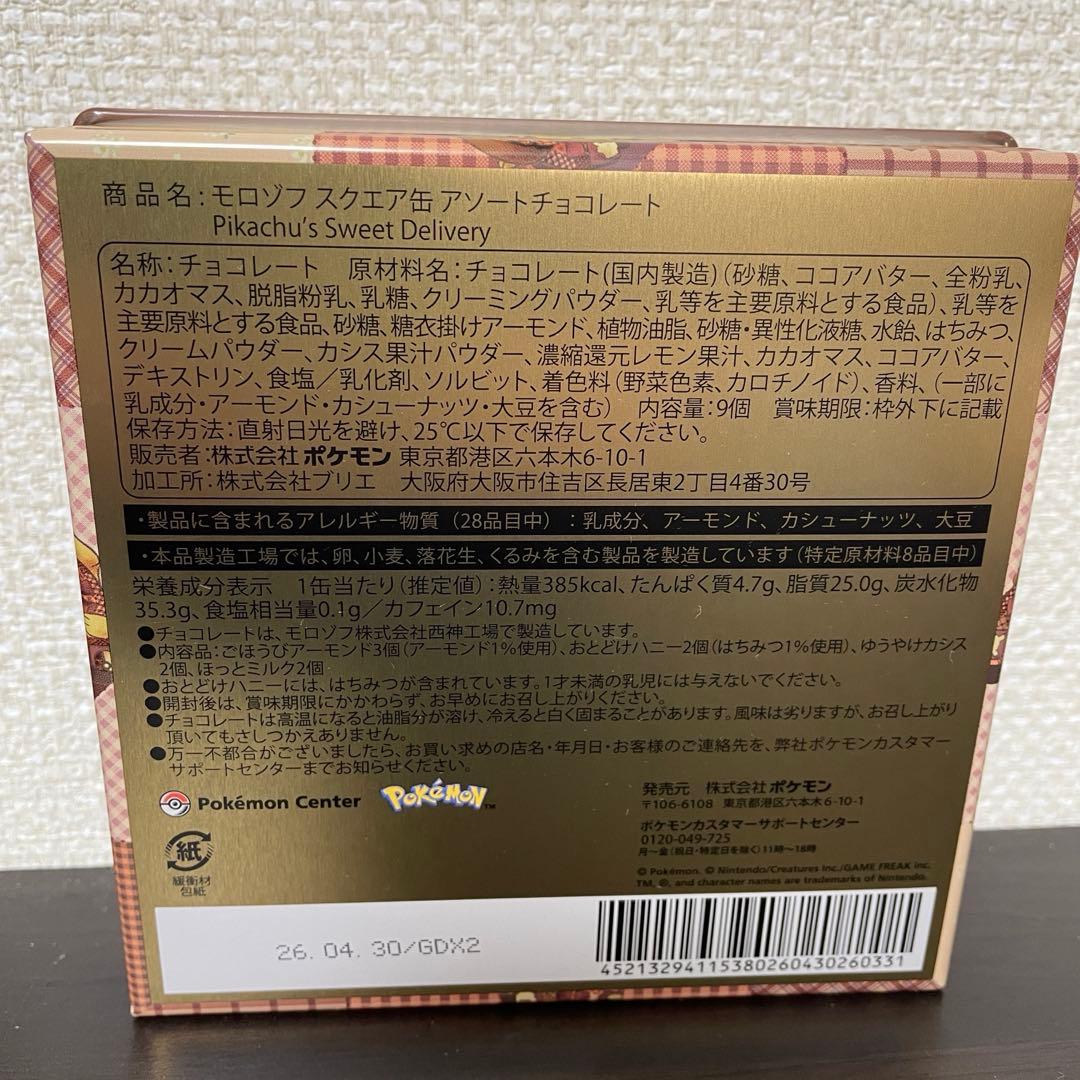 商品名：モロゾフ スクエア缶 アソートチョコレート
Pikachu's Sweet Delivery
名称：チョコレート　原材料名：チョコレート(国内製造)（砂糖、ココアバター、全粉乳、
カカオマス、脱脂粉乳、乳糖、クリーミングパウダー、乳等を主要原料とする食品）、乳等を
主要原料とする食品、砂糖、糖衣掛けアーモンド、植物油脂、砂糖・異性化液糖、水飴、はちみつ、
クリームパウダー、カシス果汁パウダー、濃縮還元レモン果汁、カカオマス、ココアバター、
デキストリン、食塩／乳化剤、ソルビット、着色料（野菜色素、カロチノイド）、香料、（一部に
乳成分・アーモンド・カシューナッツ・大豆を含む）　内容量：9個　賞味期限：枠外下に記載
保存方法：直射日光を避け、25℃以下で保存してください。
販売者：株式会社 ポケモン 東京都港区六本木6-10-1
加工所：株式会社ブリエ　大阪府大阪市住吉区長居東2丁目4番30号
・製品に含まれるアレルギー物質（28品目中）：乳成分、アーモンド、カシューナッツ、大豆
・本品製造工場では、卵、小麦、落花生、くるみを含む製品を製造しています（特定原材料8品目中）
栄養成分表示　1缶当たり（推定値）：熱量385kcal、たんぱく質4.7g、脂質25.0g、炭水化物
35.3g、食塩相当量0.1g／カフェイン10.7mg
●チョコレートは、モロゾフ株式会社西神工場で製造しています。
●内容品：ごほうびアーモンド3個（アーモンド1%使用）、おとどけハニー2個（はちみつ1%使用）、ゆうやけカシス
2個、ほっとミルク2個
●おとどけハニーには、はちみつが含まれています。1才未満の乳児には与えないでください。
●開封後は、賞味期限にかかわらず、お早めにお召し上がりください。
●チョコレートは高温になると油脂分が溶け、冷えると白く固まることがあります。風味は劣りますが、お召し上がり
頂いてもさしつかえありません。
●万一不都合がございましたら、お買い求めの店名・年月日・お客様のご連絡先を、弊社ポケモンカスタマー
サポートセンターまでお知らせください。
Pokémon Center
POKéMON™
発売元　株式会社 ポケモン
〒106-6108　東京都港区六本木6-10-1
ポケモンカスタマーサポートセンター
0120-049-725
月～金（祝日・特定日を除く）11時～18時
© Pokémon. © Nintendo/Creatures Inc./GAME FREAK inc.
TM, ®, and character names are trademarks of Nintendo.
紙
緩衝材
包紙
26. 04. 30/GDX2
45213294115380260430260331